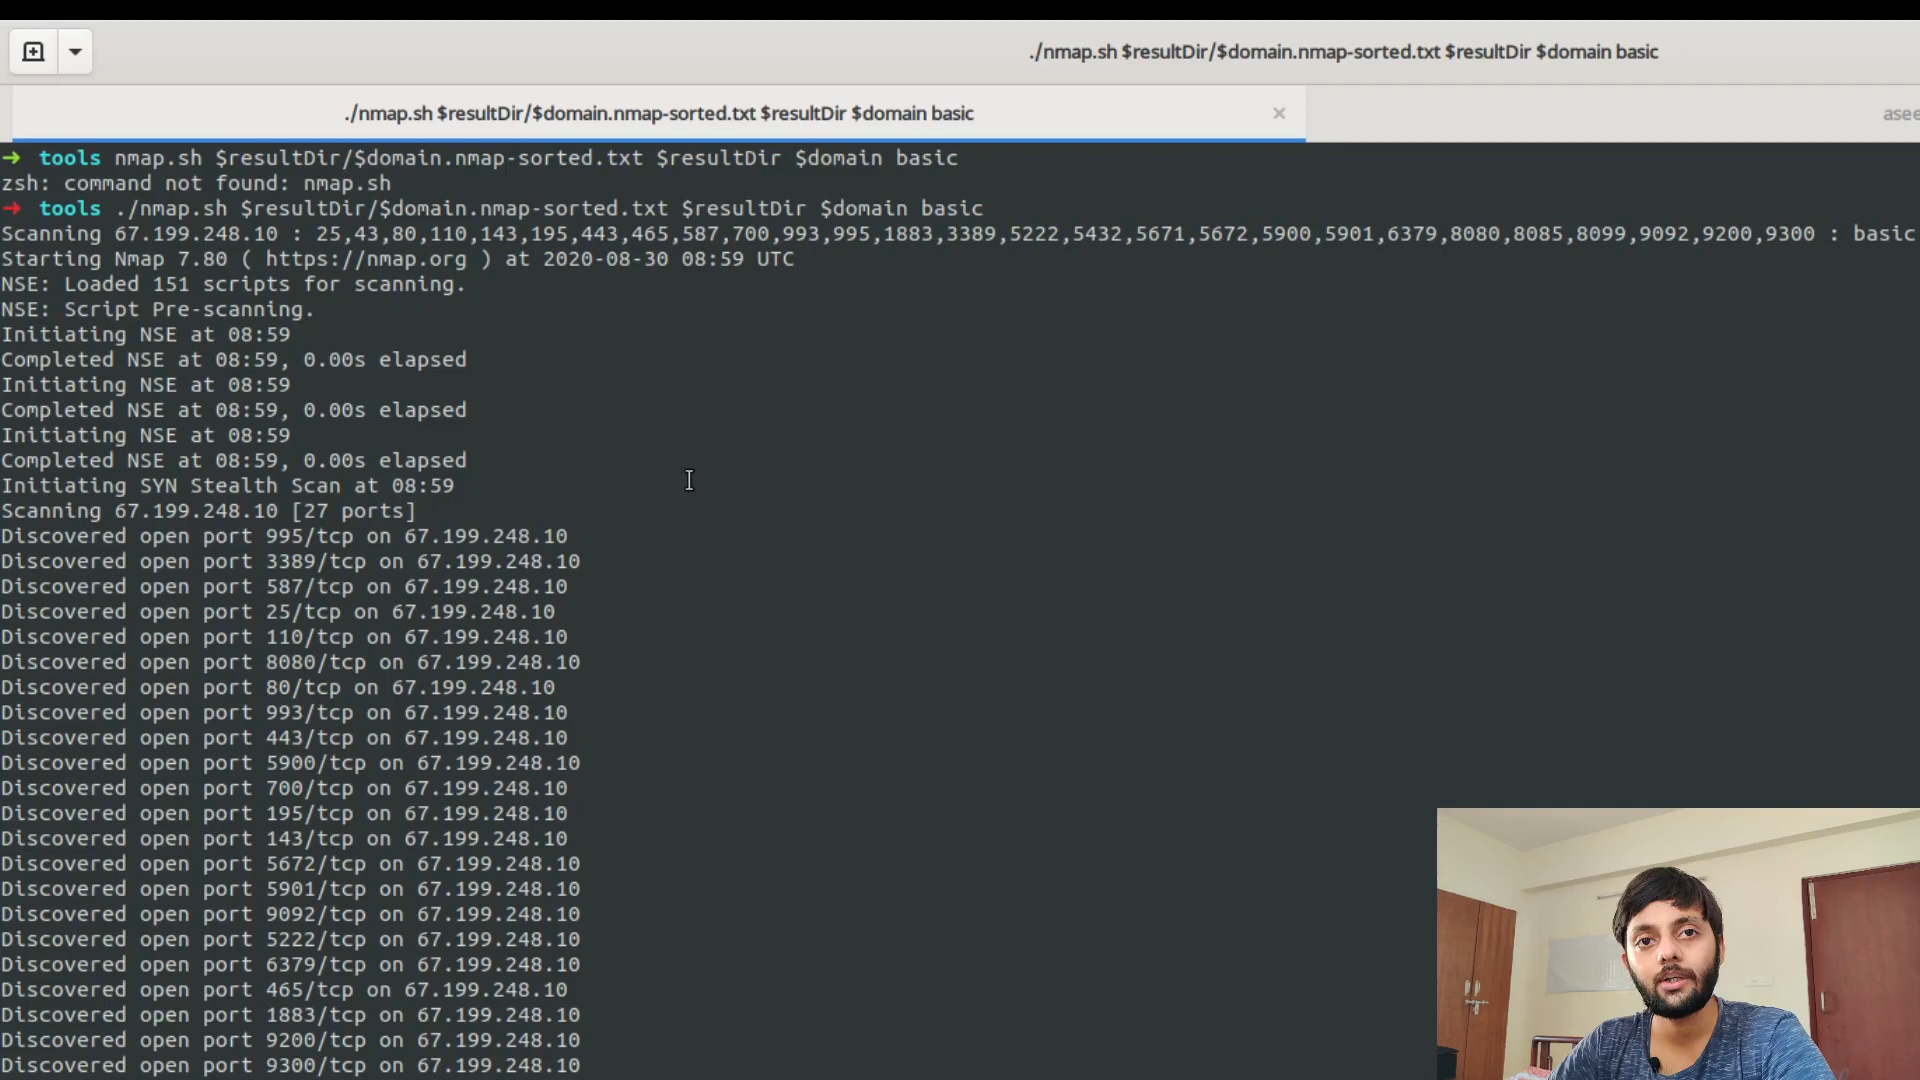 ./nmap.sh $resultDir/$domain.nmap-sorted.txt $resultDir $domain basic
./nmap.sh $resultDir/$domain.nmap-sorted.txt $resultDir $domain basic
asee
➜ tools nmap.sh $resultDir/$domain.nmap-sorted.txt $resultDir $domain basic
zsh: command not found: nmap.sh
➜ tools ./nmap.sh $resultDir/$domain.nmap-sorted.txt $resultDir $domain basic
Scanning 67.199.248.10 : 25,43,80,110,143,195,443,465,587,700,993,995,1883,3389,5222,5432,5671,5672,5900,5901,6379,8080,8085,8099,9092,9200,9300 : basic
Starting Nmap 7.80 ( https://nmap.org ) at 2020-08-30 08:59 UTC
NSE: Loaded 151 scripts for scanning.
NSE: Script Pre-scanning.
Initiating NSE at 08:59
Completed NSE at 08:59, 0.00s elapsed
Initiating NSE at 08:59
Completed NSE at 08:59, 0.00s elapsed
Initiating NSE at 08:59
Completed NSE at 08:59, 0.00s elapsed
Initiating SYN Stealth Scan at 08:59
Scanning 67.199.248.10 [27 ports]
Discovered open port 995/tcp on 67.199.248.10
Discovered open port 3389/tcp on 67.199.248.10
Discovered open port 587/tcp on 67.199.248.10
Discovered open port 25/tcp on 67.199.248.10
Discovered open port 110/tcp on 67.199.248.10
Discovered open port 8080/tcp on 67.199.248.10
Discovered open port 80/tcp on 67.199.248.10
Discovered open port 993/tcp on 67.199.248.10
Discovered open port 443/tcp on 67.199.248.10
Discovered open port 5900/tcp on 67.199.248.10
Discovered open port 700/tcp on 67.199.248.10
Discovered open port 195/tcp on 67.199.248.10
Discovered open port 143/tcp on 67.199.248.10
Discovered open port 5672/tcp on 67.199.248.10
Discovered open port 5901/tcp on 67.199.248.10
Discovered open port 9092/tcp on 67.199.248.10
Discovered open port 5222/tcp on 67.199.248.10
Discovered open port 6379/tcp on 67.199.248.10
Discovered open port 465/tcp on 67.199.248.10
Discovered open port 1883/tcp on 67.199.248.10
Discovered open port 9200/tcp on 67.199.248.10
Discovered open port 9300/tcp on 67.199.248.10